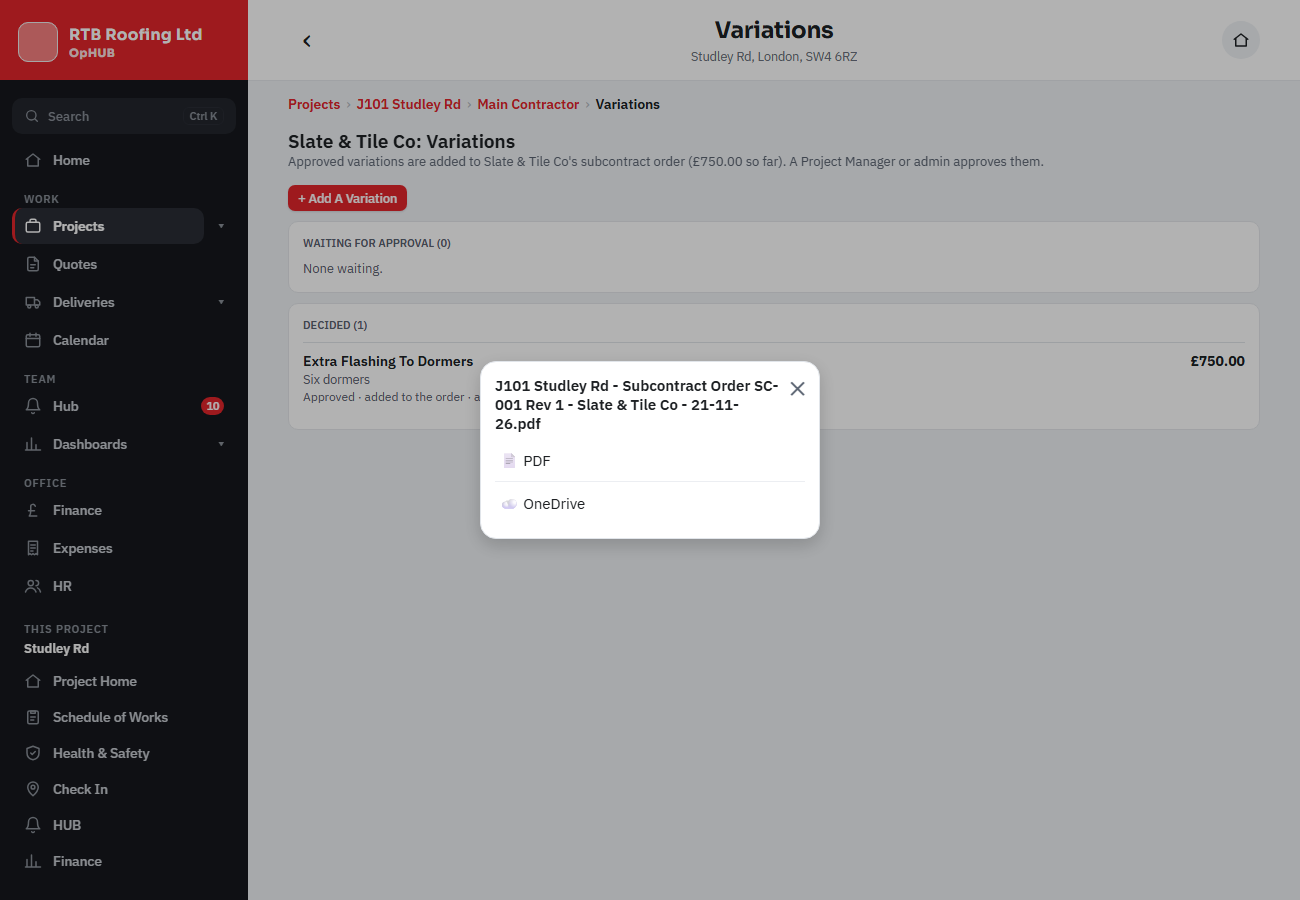 RTB Roofing Ltd
OpHUB
Search
Ctrl K
Home
WORK
Projects
Quotes
Deliveries
Calendar
TEAM
Hub
10
Dashboards
OFFICE
Finance
Expenses
HR
THIS PROJECT
Studley Rd
Project Home
Schedule of Works
Health & Safety
Check In
HUB
Finance
Variations
Studley Rd, London, SW4 6RZ
Projects › J101 Studley Rd › Main Contractor › Variations
Slate & Tile Co: Variations
Approved variations are added to Slate & Tile Co's subcontract order (£750.00 so far). A Project Manager or admin approves them.
+ Add A Variation
WAITING FOR APPROVAL (0)
None waiting.
DECIDED (1)
Extra Flashing To Dormers
£750.00
Six dormers
Approved · added to the order ·
J101 Studley Rd - Subcontract Order SC-
001 Rev 1 - Slate & Tile Co - 21-11-
26.pdf
PDF
OneDrive